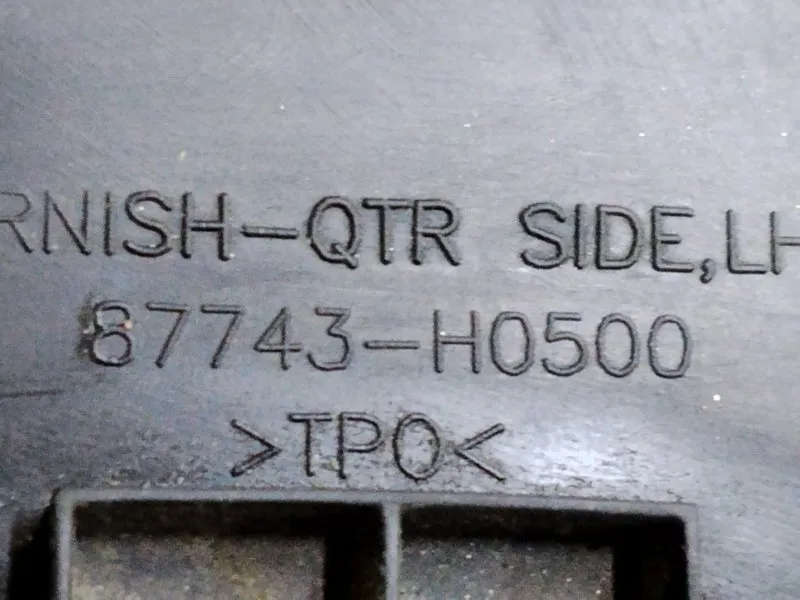 RNISH-QTR SIDE, LH
87743-H0500
>TPO<